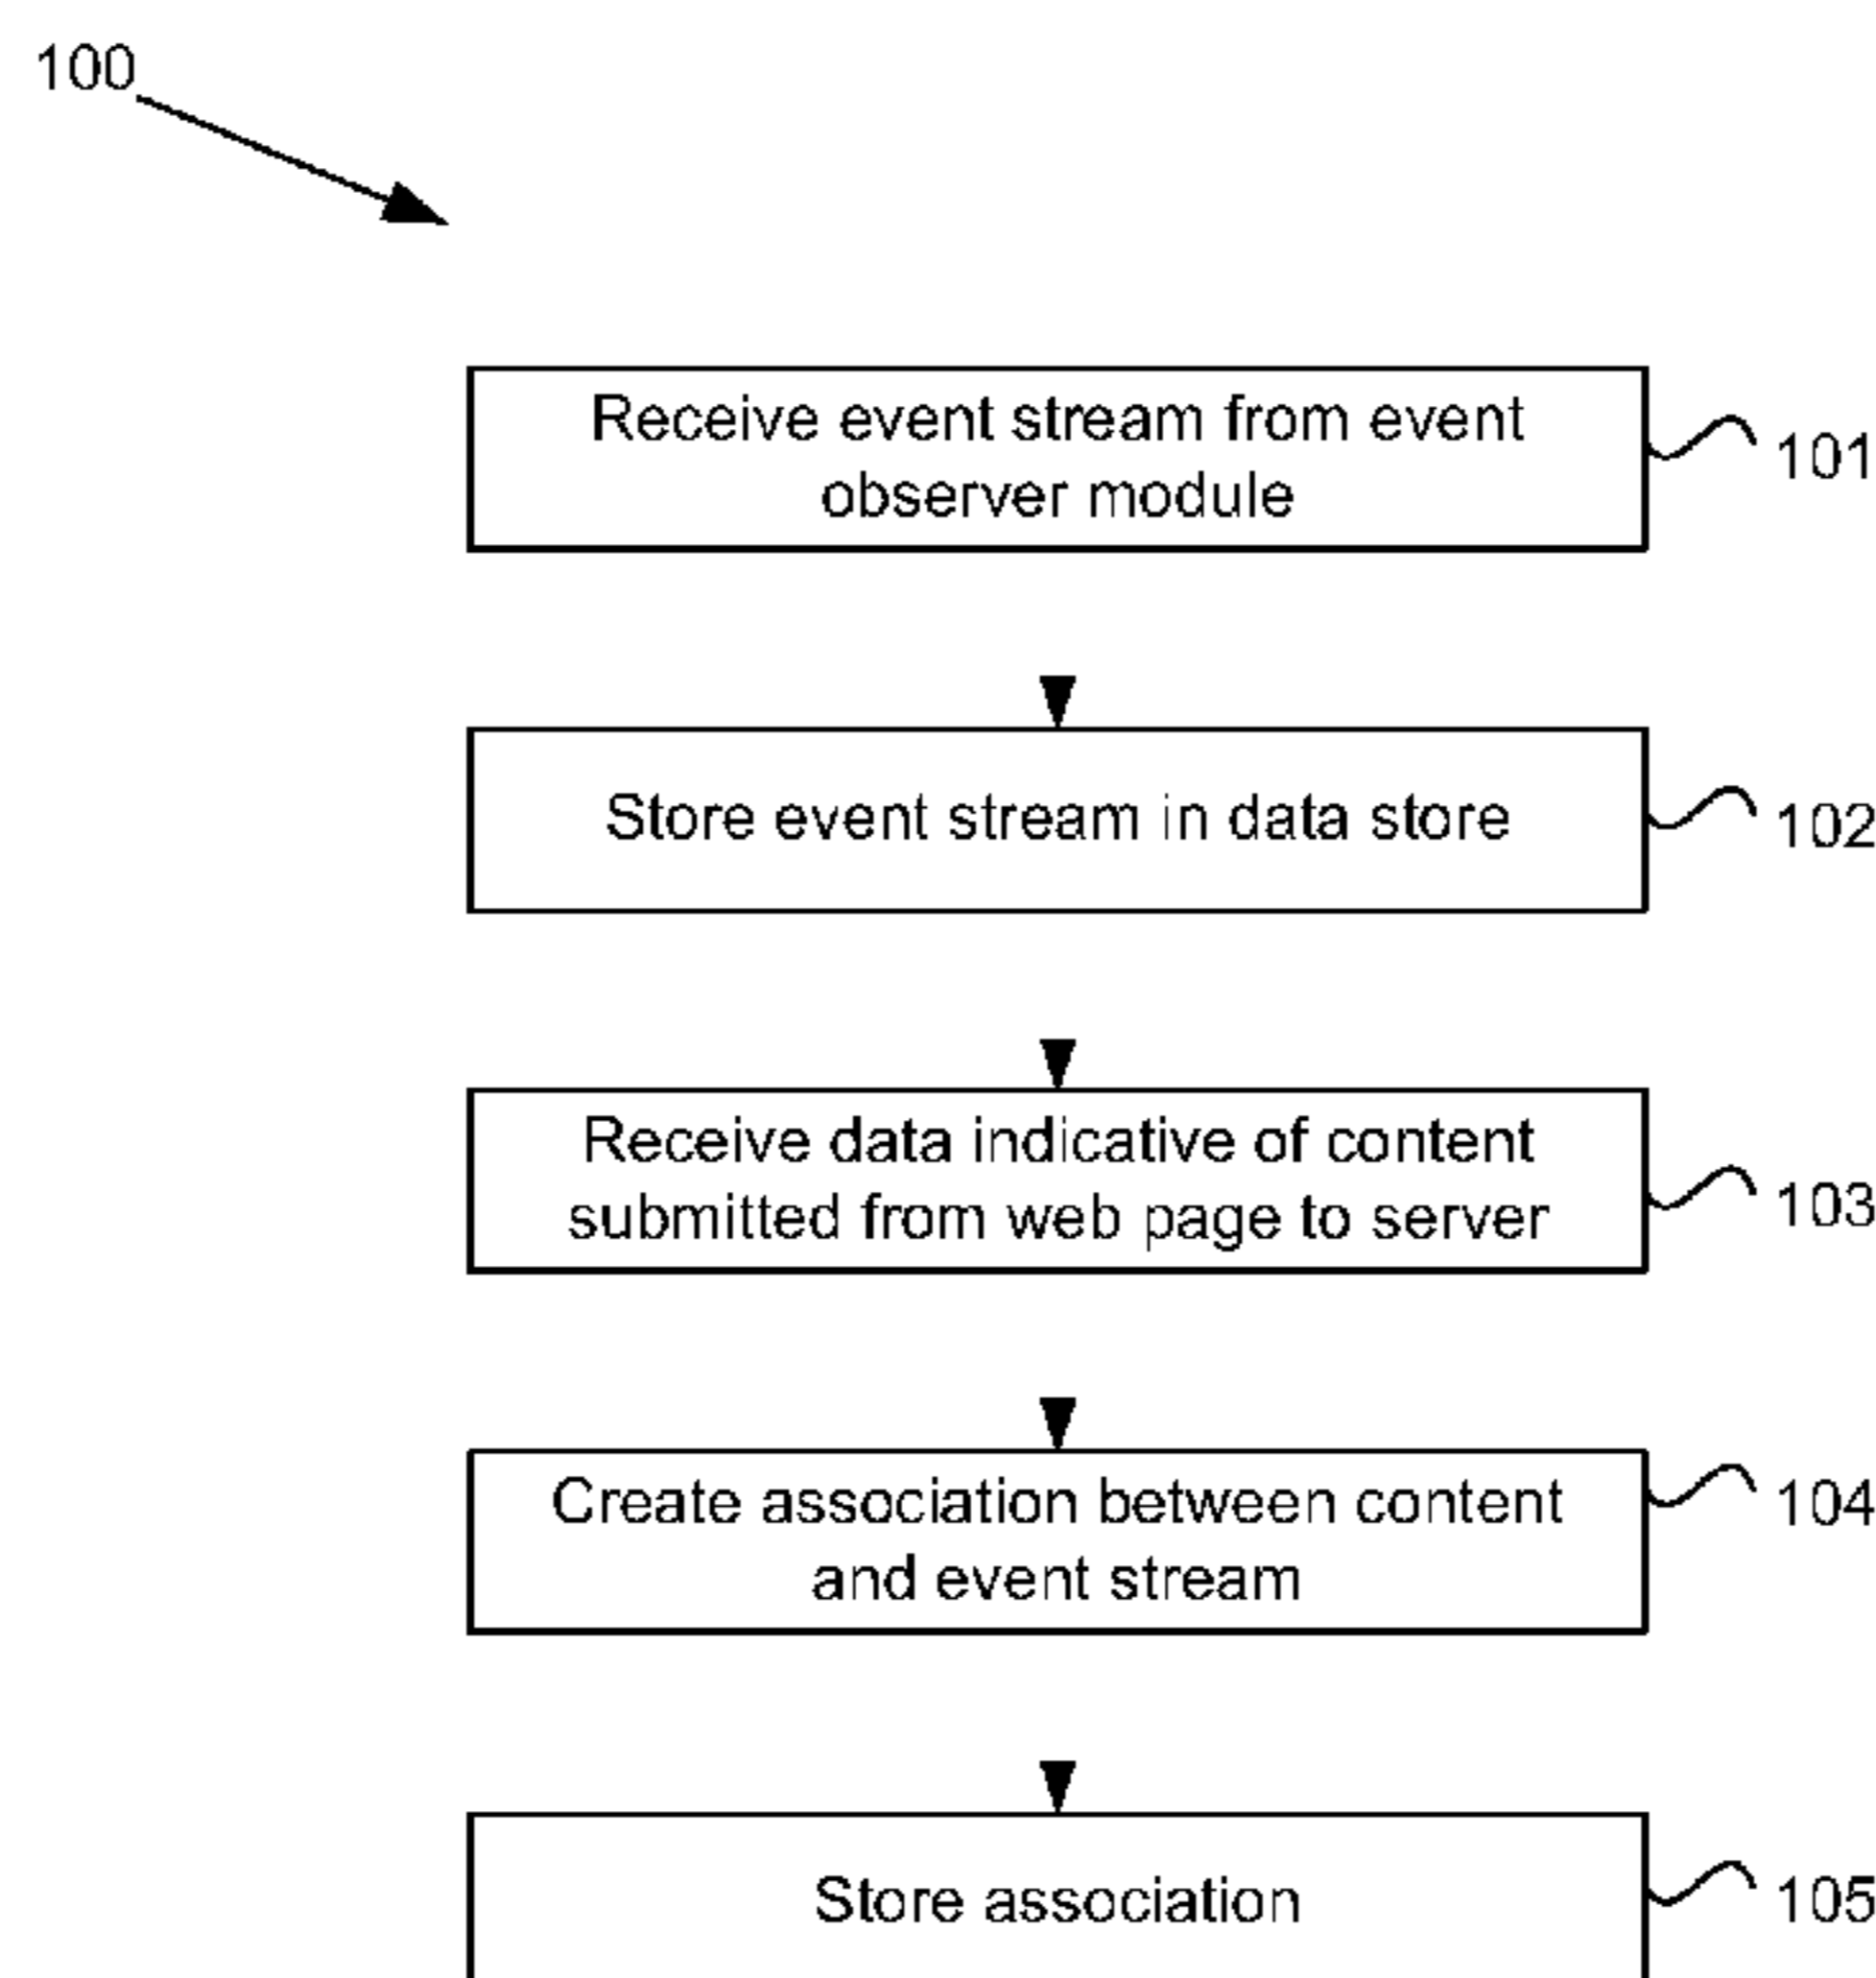 100
Receive event stream from event
observer module
101
Store event stream in data store
102
Receive data indicative of content
submitted from web page to server
103
Create association between content
and event stream
104
Store association
105